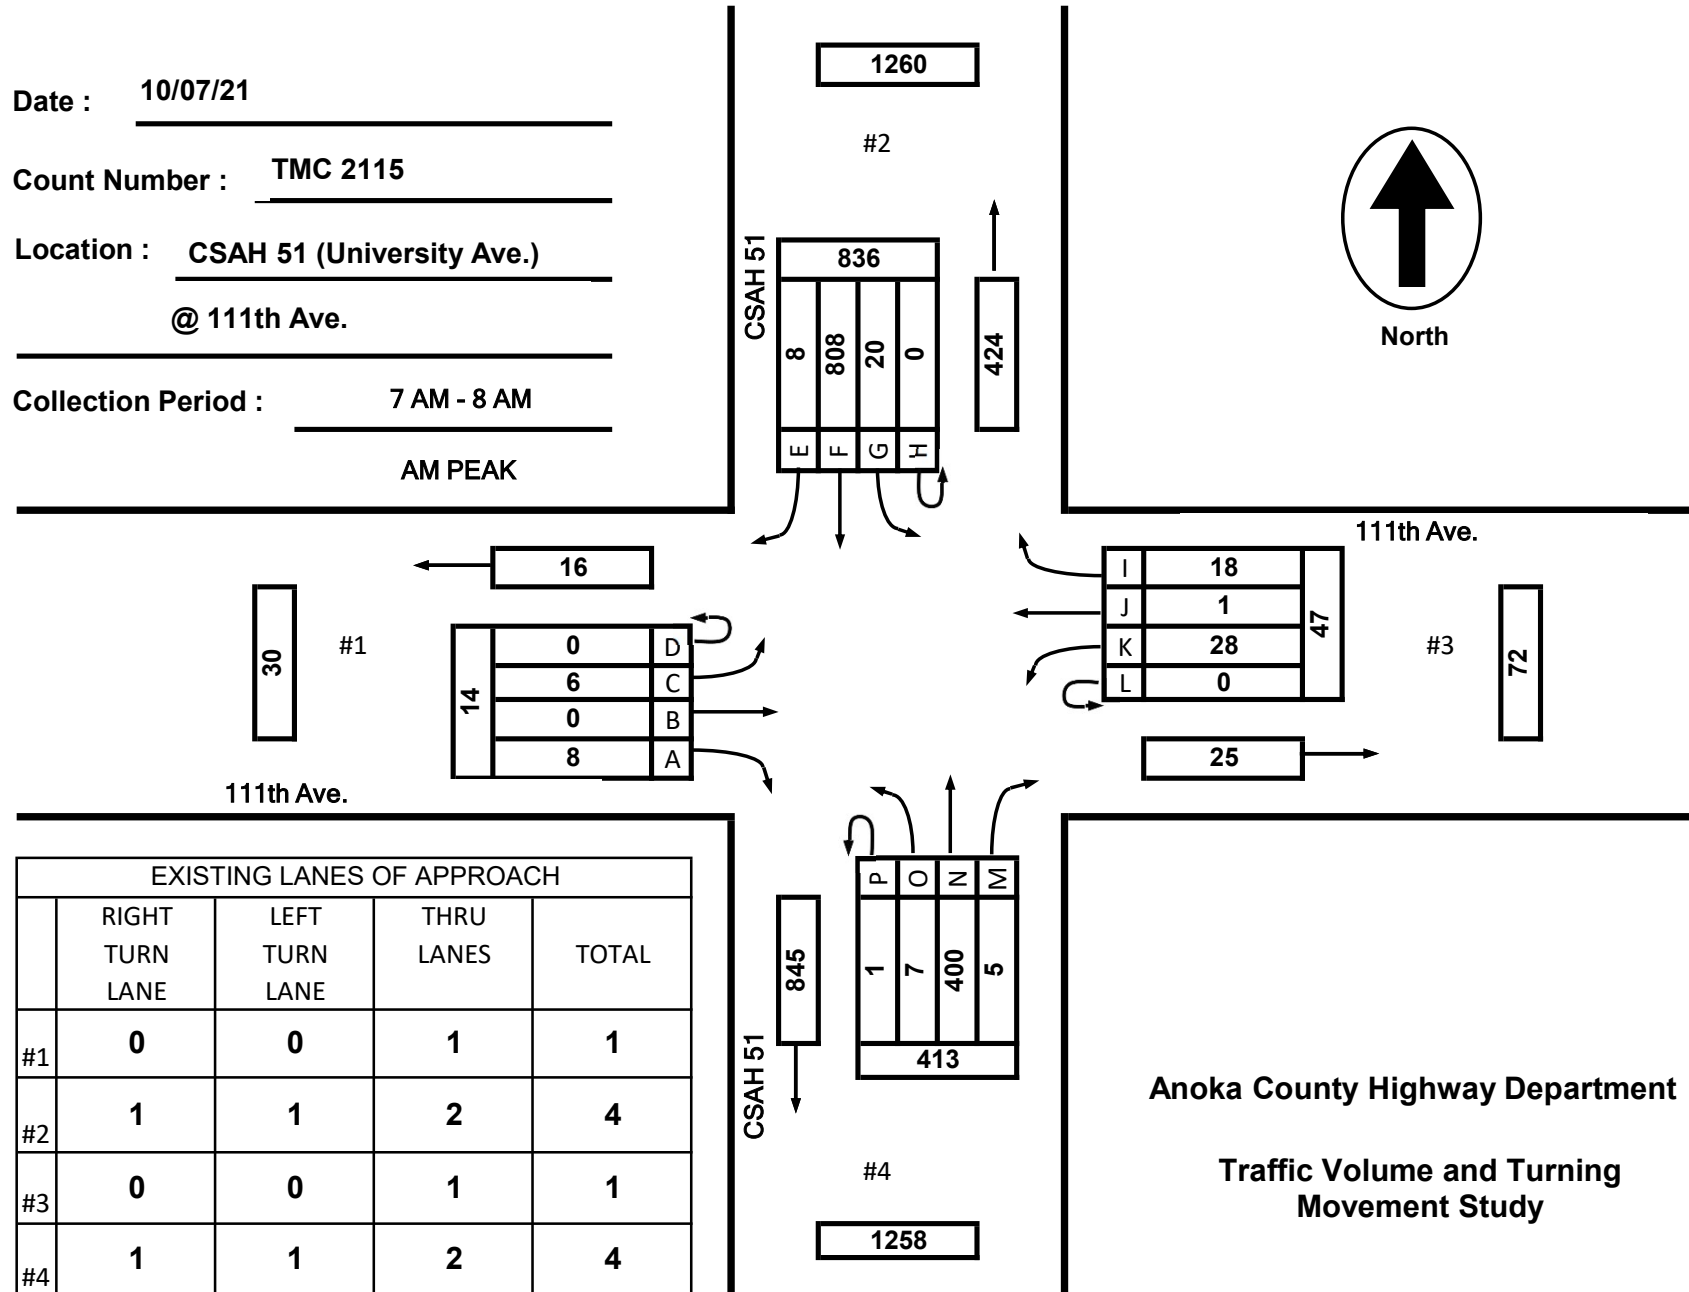 Date : 10/07/21
Count Number : TMC 2115
Location : CSAH 51 (University Ave.)
@ 111th Ave.
Collection Period : 7 AM - 8 AM
AM PEAK
1260
#2
CSAH 51
836
8 808 20 0
E F G H
424
North
111th Ave.
16
30
#1
14
0 D
6 C
0 B
8 A
111th Ave.
I 18
J 1
K 28
L 0
47
#3
72
25
P O N M
1 7 400 5
413
845
CSAH 51
#4
1258
EXISTING LANES OF APPROACH
RIGHT LEFT THRU
TURN TURN LANES TOTAL
LANE LANE
#1 0 0 1 1
#2 1 1 2 4
#3 0 0 1 1
#4 1 1 2 4
Anoka County Highway Department
Traffic Volume and Turning
Movement Study